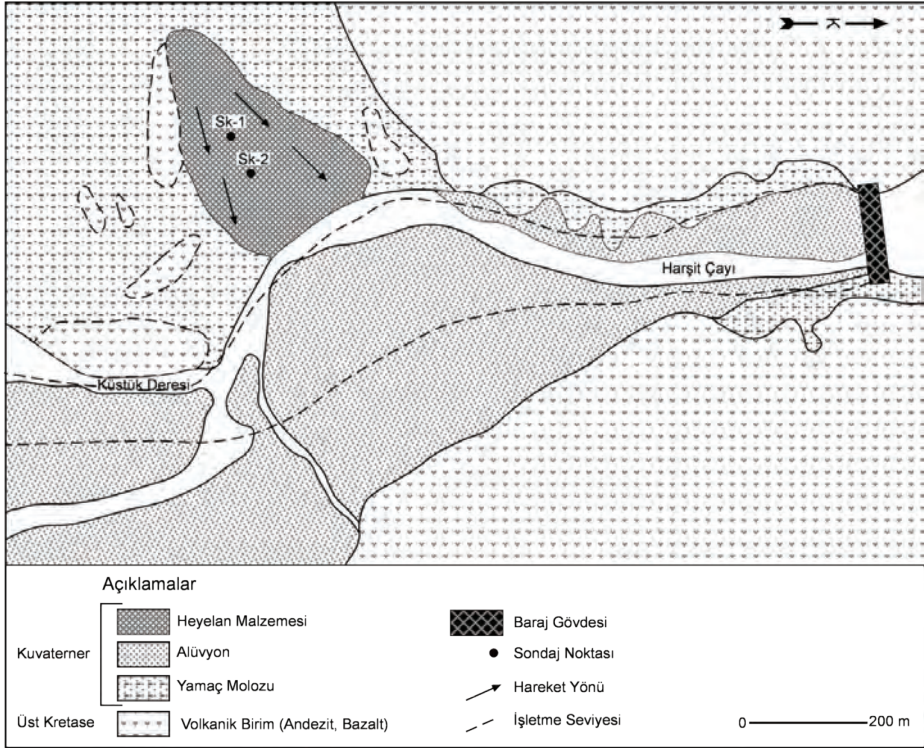 K
Sk-1
Sk-2
Harşit Çayı
Küstük Deresi
Açıklamalar
Kuvaterner
Heyelan Malzemesi
Alüvyon
Yamaç Molozu
Üst Kretase
Volkanik Birim (Andezit, Bazalt)
Baraj Gövdesi
Sondaj Noktası
Hareket Yönü
İşletme Seviyesi
0 200 m